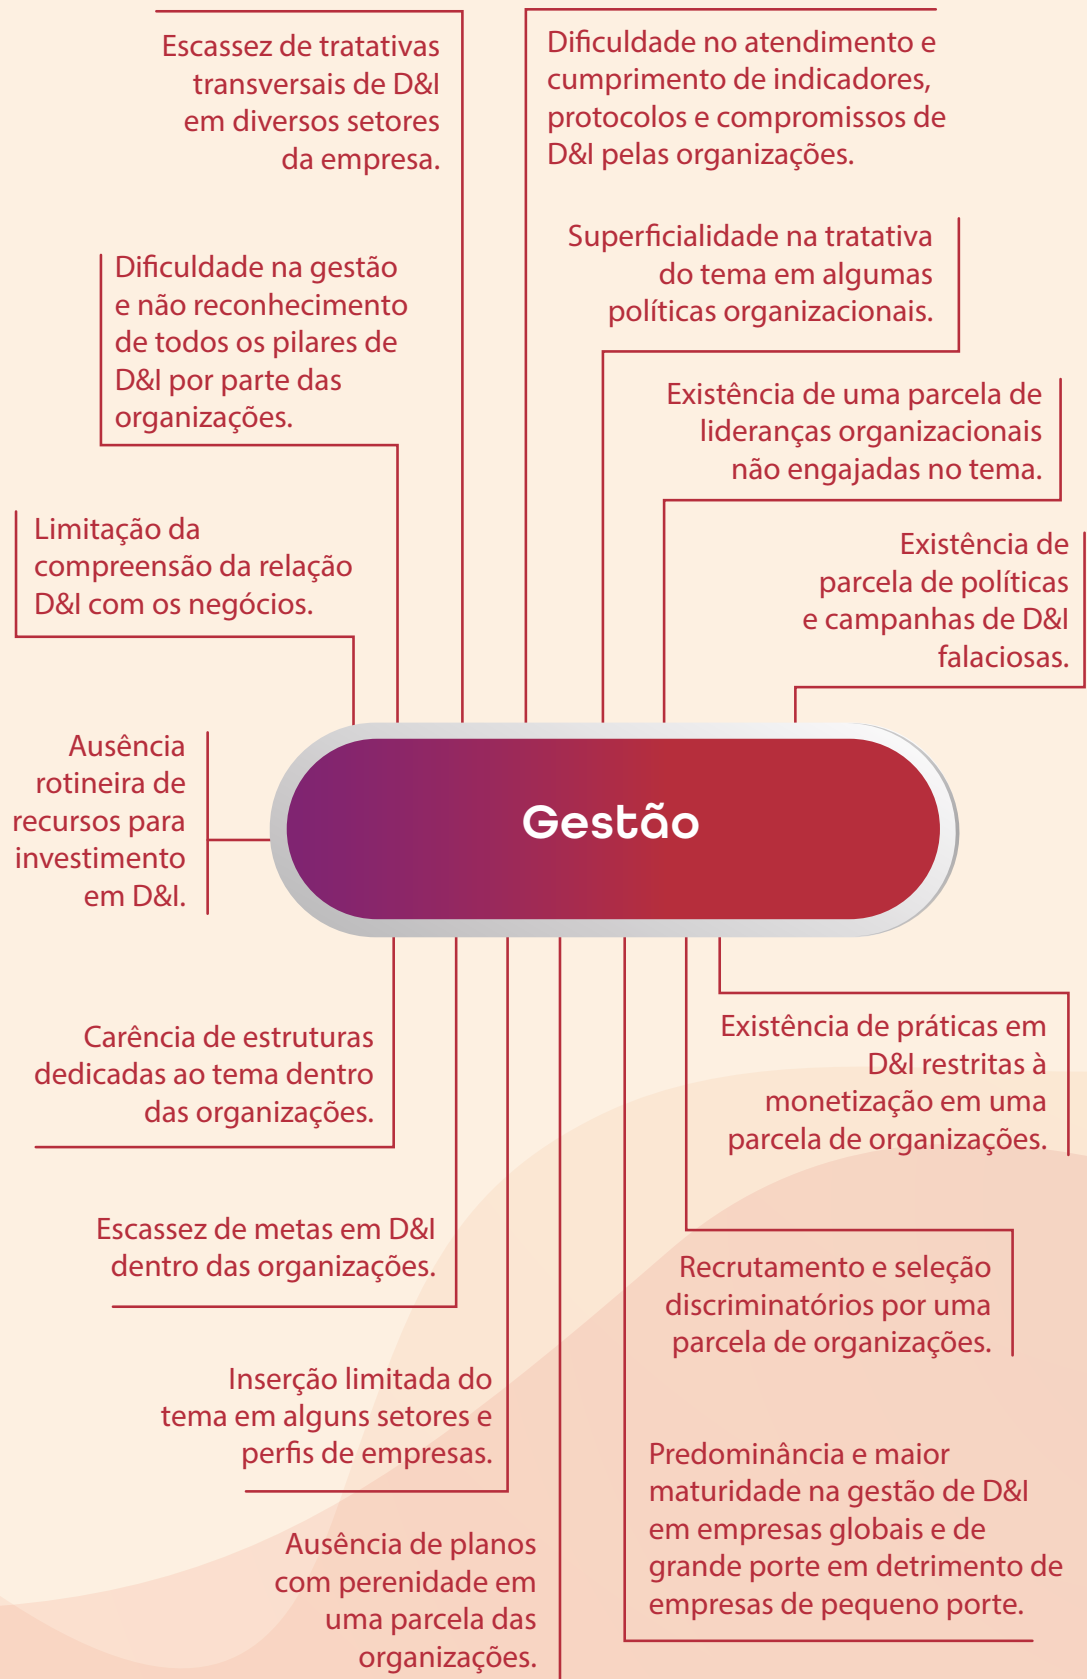 Escassez de tratativas
transversais de D&I
em diversos setores
da empresa.
Dificuldade no atendimento e
cumprimento de indicadores,
protocolos e compromissos de
D&I pelas organizações.
Superficialidade na tratativa
do tema em algumas
políticas organizacionais.
Dificuldade na gestão
e não reconhecimento
de todos os pilares de
D&I por parte das
organizações.
Existência de uma parcela de
lideranças organizacionais
não engajadas no tema.
Limitação da
compreensão da relação
D&I com os negócios.
Existência de
parcela de políticas
e campanhas de D&I
falaciosas.
Ausência
rotineira de
recursos para
investimento
em D&I.
Gestão
Carência de estruturas
dedicadas ao tema dentro
das organizações.
Existência de práticas em
D&I restritas à
monetização em uma
parcela de organizações.
Escassez de metas em D&I
dentro das organizações.
Recrutamento e seleção
discriminatórios por uma
parcela de organizações.
Inserção limitada do
tema em alguns setores e
perfis de empresas.
Predominância e maior
maturidade na gestão de D&I
em empresas globais e de
grande porte em detrimento de
empresas de pequeno porte.
Ausência de planos
com perenidade em
uma parcela das
organizações.